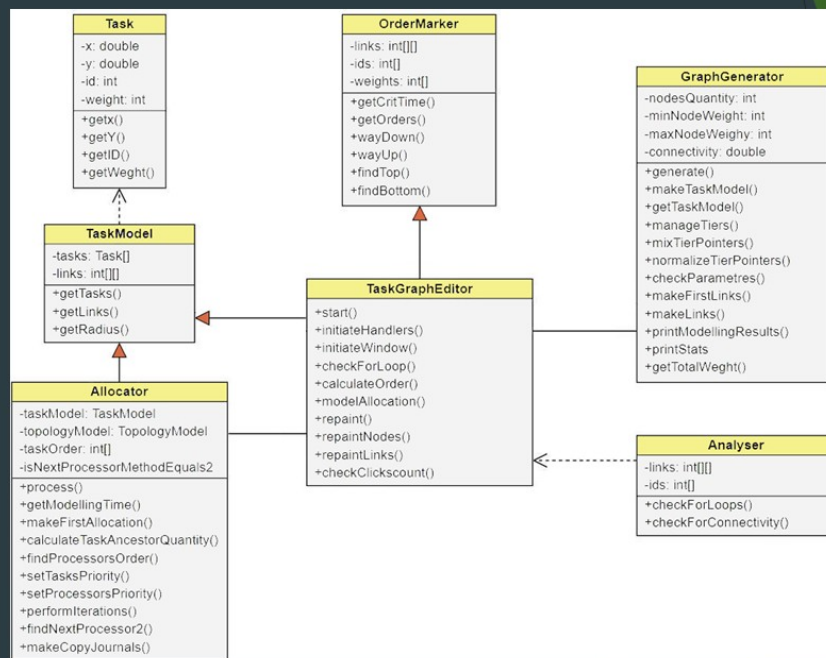 Task
-x: double
-y: double
-id: int
-weight: int
+getx()
+getY()
+getID()
+getWeght()
OrderMarker
-links: int[][]
-ids: int[]
-weights: int[]
+getCritTime()
+getOrders()
+wayDown()
+wayUp()
+findTop()
+findBottom()
GraphGenerator
-nodesQuantity: int
-minNodeWeight: int
-maxNodeWeighy: int
-connectivity: double
+generate()
+makeTaskModel()
+getTaskModel()
+manageTiers()
+mixTierPointers()
+normalizeTierPointers()
+checkParametres()
+makeFirstLinks()
+makeLinks()
+printModellingResults()
+printStats
+getTotalWeght()
TaskModel
-tasks: Task[]
-links: int[][]
+getTasks()
+getLinks()
+getRadius()
TaskGraphEditor
+start()
+initiateHandlers()
+initiateWindow()
+checkForLoop()
+calculateOrder()
+modelAllocation()
+repaint()
+repaintNodes()
+repaintLinks()
+checkClickscount()
Allocator
-taskModel: TaskModel
-topologyModel: TopologyModel
-taskOrder: int[]
-isNextProcessorMethodEquals2
+process()
+getModellingTime()
+makeFirstAllocation()
+calculateTaskAncestorQuantity()
+findProcessorsOrder()
+setTasksPriority()
+setProcessorsPriority()
+performIterations()
+findNextProcessor2()
+makeCopyJournals()
Analyser
-links: int[][]
-ids: int[]
+checkForLoops()
+checkForConnectivity()